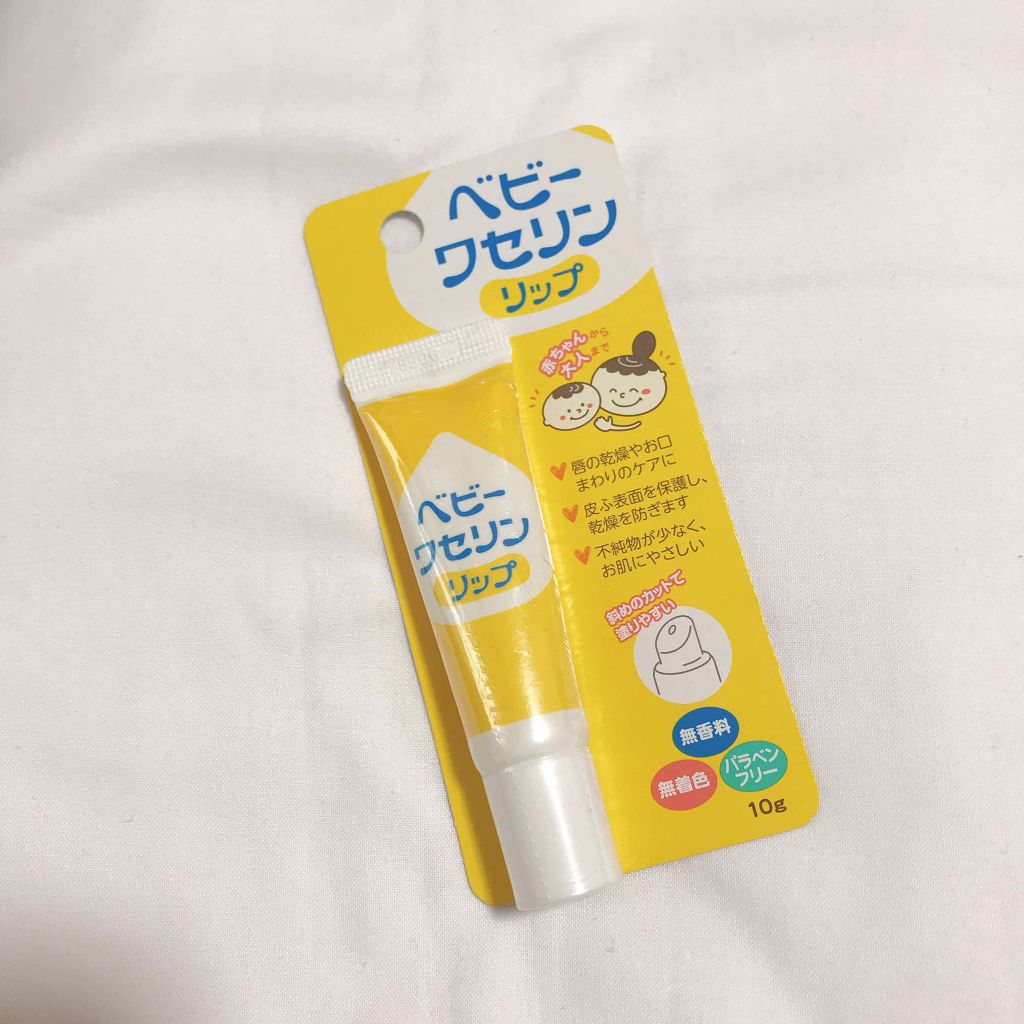 ベビー
ワセリン
リップ
赤ちゃんから
大人まで
唇の乾燥やお口
まわりのケアに
皮ふ表面を保護し、
乾燥を防ぎます
不純物が少なく、
お肌にやさしい
斜めのカットで
塗りやすい
無香料
無着色
パラベン
フリー
10g
ベビー
ワセリン
リップ